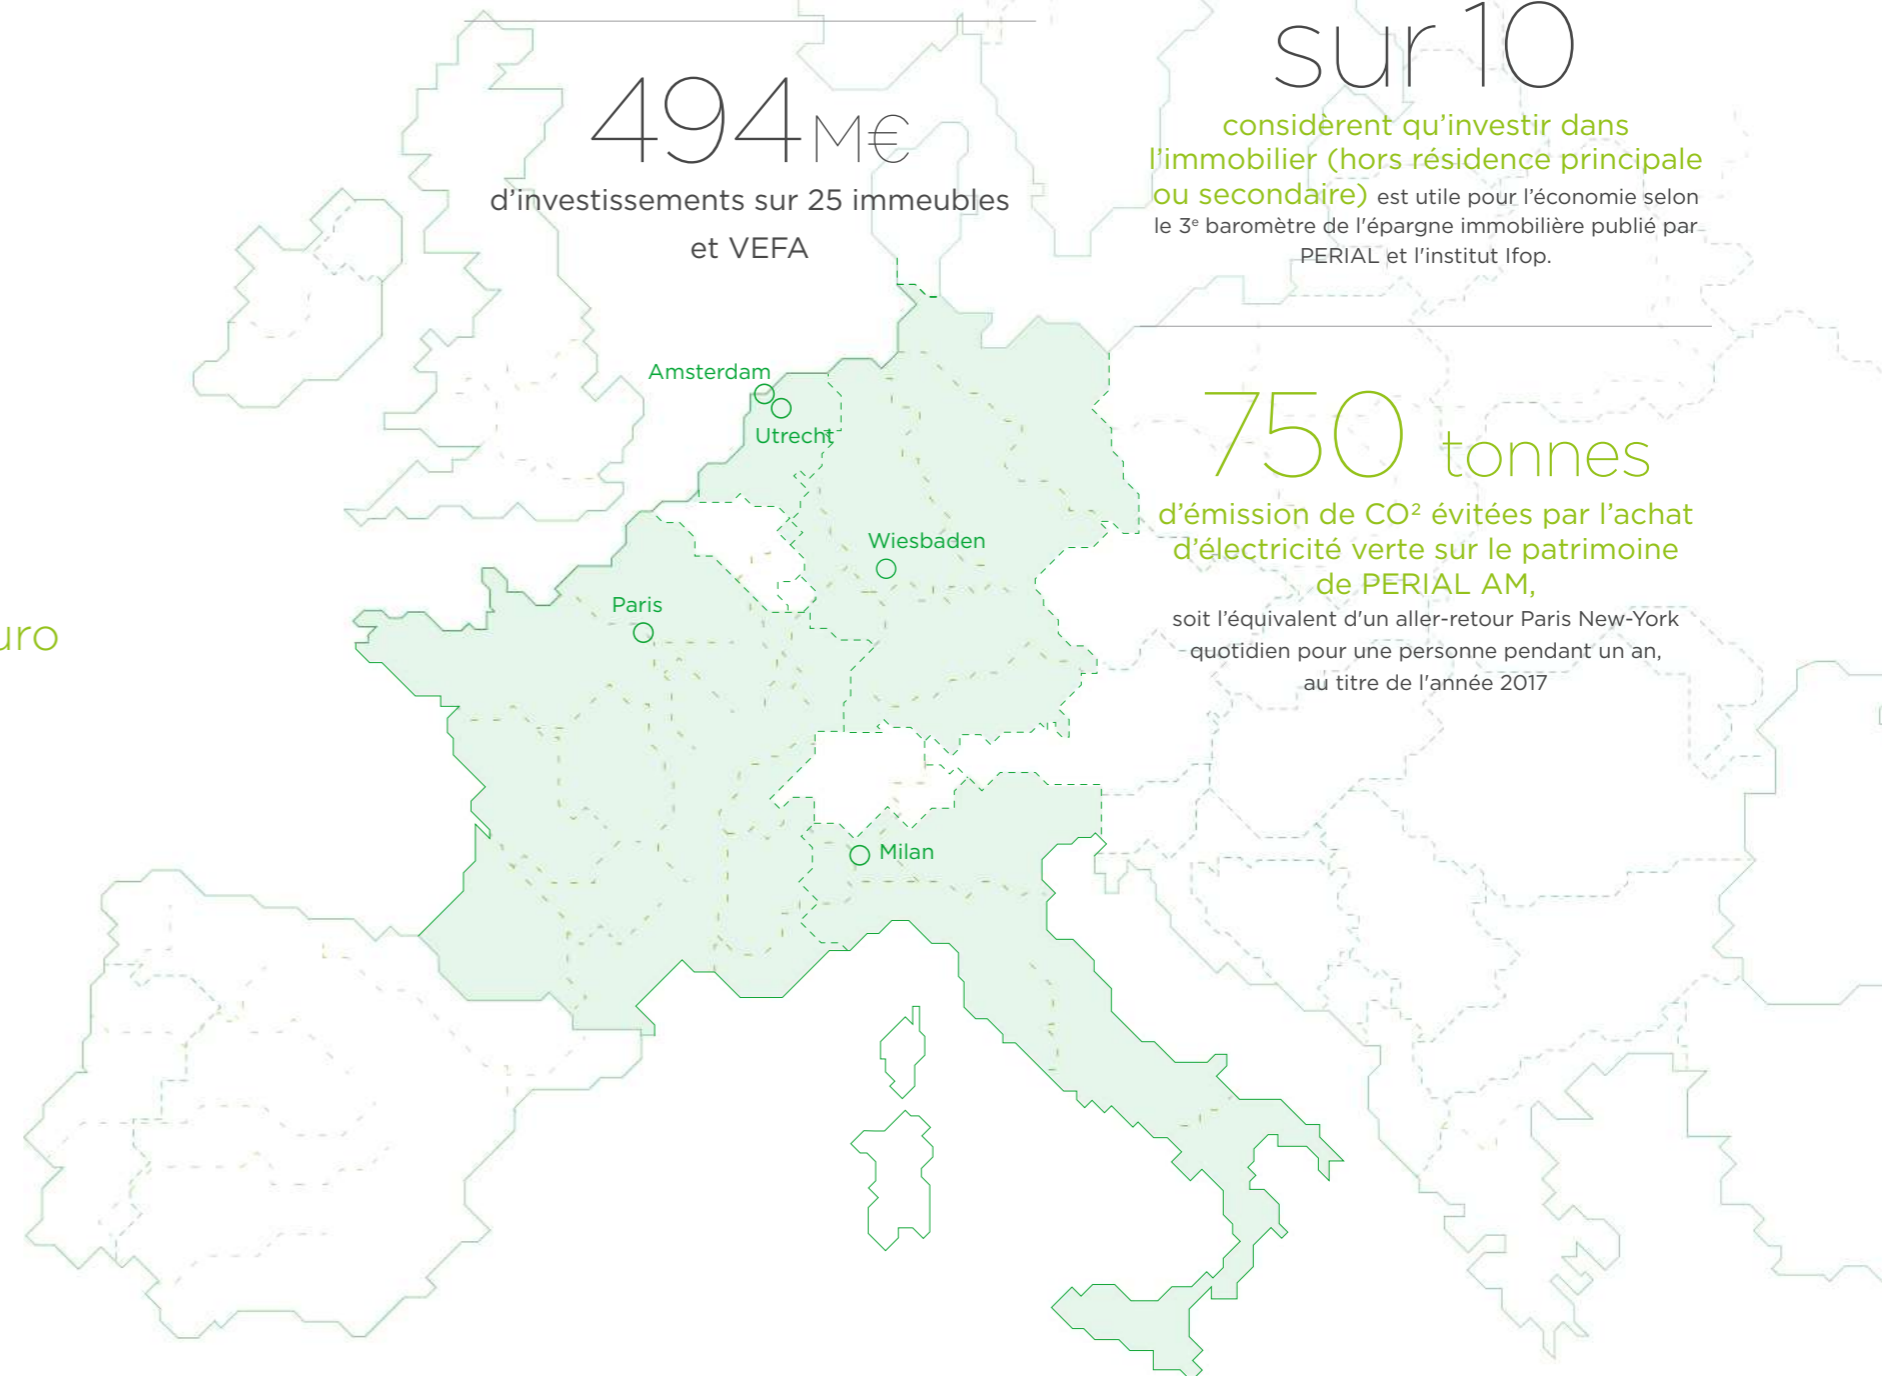 494 M€
d'investissements sur 25 immeubles
et VEFA
sur 10
considèrent qu'investir dans
l'immobilier (hors résidence principale
ou secondaire) est utile pour l'économie selon
le 3e baromètre de l'épargne immobilière publié par
PERIAL et l'institut Ifop.
750 tonnes
d'émission de CO² évitées par l'achat
d'électricité verte sur le patrimoine
de PERIAL AM,
soit l'équivalent d'un aller-retour Paris New-York
quotidien pour une personne pendant un an,
au titre de l'année 2017
Amsterdam
Utrecht
Wiesbaden
Paris
Milan